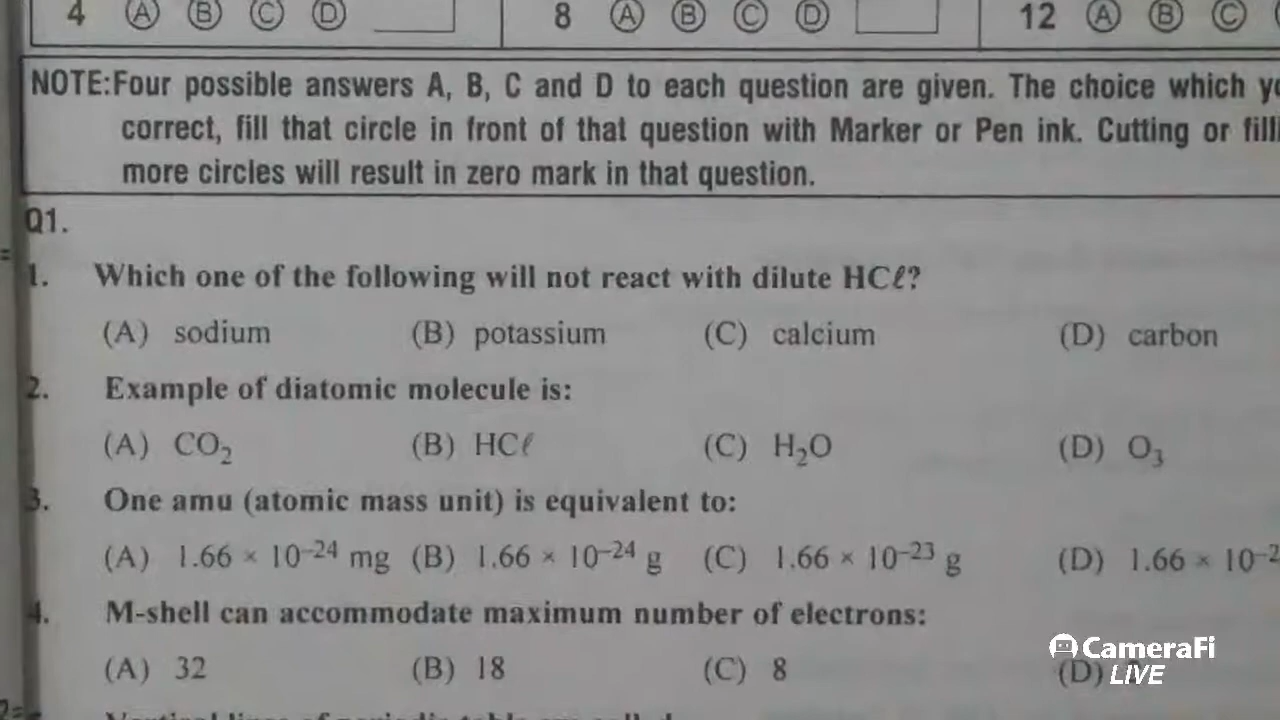 4 Ⓐ Ⓑ Ⓒ Ⓓ 8 Ⓐ Ⓑ Ⓒ Ⓓ 12 Ⓐ Ⓑ Ⓒ
NOTE:Four possible answers A, B, C and D to each question are given. The choice which
correct, fill that circle in front of that question with Marker or Pen ink. Cutting or
more circles will result in zero mark in that question.
Q1.
1. Which one of the following will not react with dilute HCℓ?
(A) sodium (B) potassium (C) calcium (D) carbon
2. Example of diatomic molecule is:
(A) CO₂ (B) HCℓ (C) H₂O (D) O₃
3. One amu (atomic mass unit) is equivalent to:
(A) 1.66 × 10⁻²⁴ mg (B) 1.66 × 10⁻²⁴ g (C) 1.66 × 10⁻²³ g (D) 1.66 ×
4. M-shell can accommodate maximum number of electrons:
(A) 32 (B) 18 (C) 8 (D)
CameraFi
LIVE